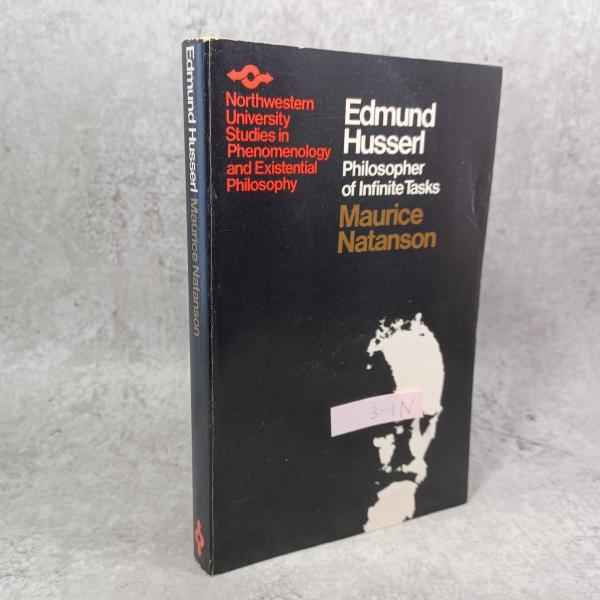 Edmund Husserl Maurice Natanson
Northwestern
University
Studies in
Phenomenology
and Existential
Philosophy
Edmund
Husserl
Philosopher
of Infinite Tasks
Maurice
Natanson
3-1N